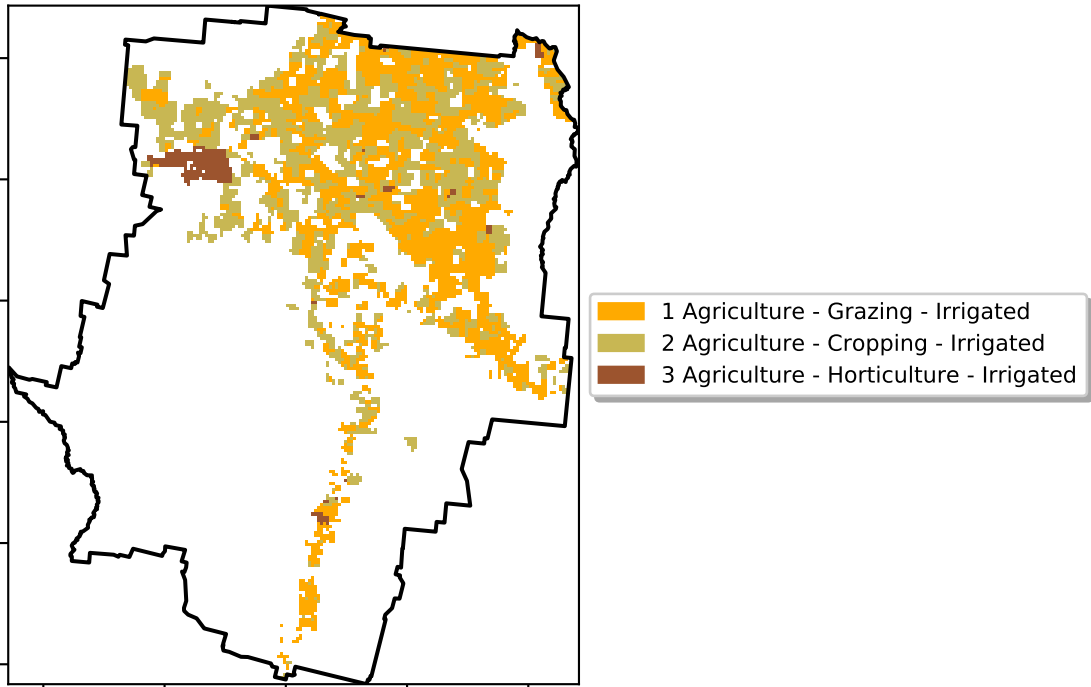 1 Agriculture - Grazing - Irrigated
2 Agriculture - Cropping - Irrigated
3 Agriculture - Horticulture - Irrigated